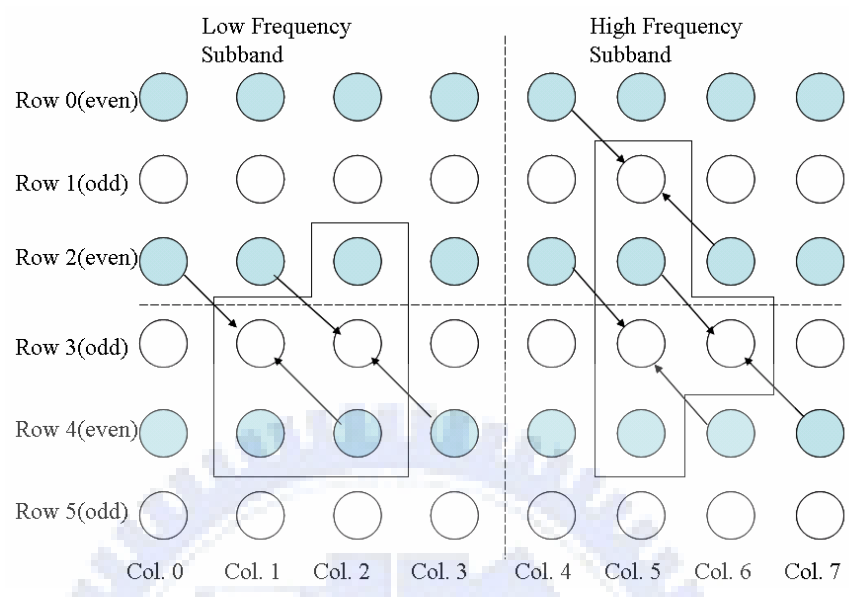 Low Frequency
Subband
High Frequency
Subband
Row 0(even)
Row 1(odd)
Row 2(even)
Row 3(odd)
Row 4(even)
Row 5(odd)
Col. 0 Col. 1 Col. 2 Col. 3 Col. 4 Col. 5 Col. 6 Col. 7